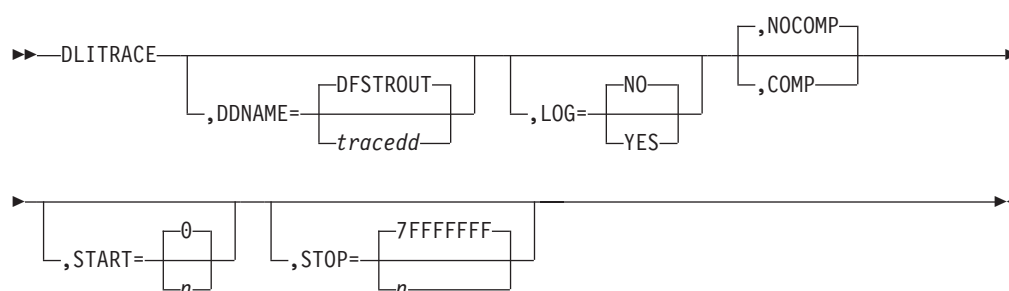 ,NOCOMP
DLITRACE
DFSTROUT
NO
,COMP
,DDNAME=
,LOG=
tracedd
YES
0
7FFFFFFF
,START=
,STOP=
n
n